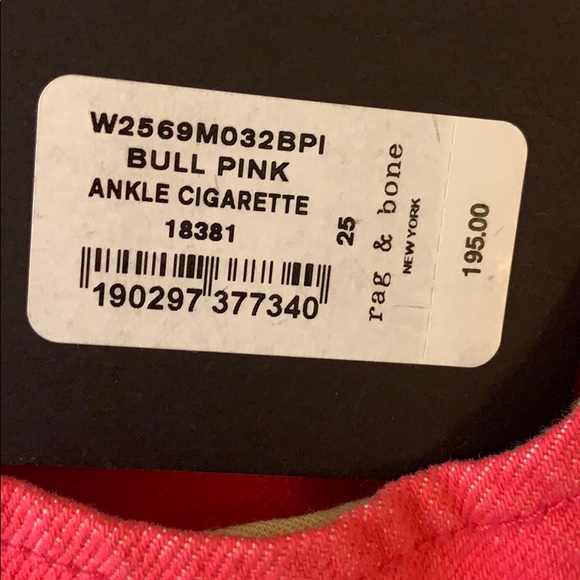 W2569M032BPI
BULL PINK
ANKLE CIGARETTE
18381
190297 377340
25
rag & bone
NEW YORK
195.00